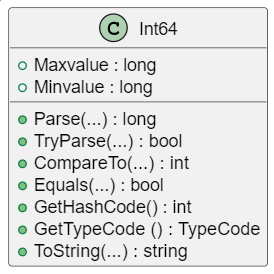 C Int64
Maxvalue : long
Minvalue : long
Parse(...) : long
TryParse(...) : bool
CompareTo(...) : int
Equals(...) : bool
GetHashCode() : int
GetTypeCode () : TypeCode
ToString(...) : string